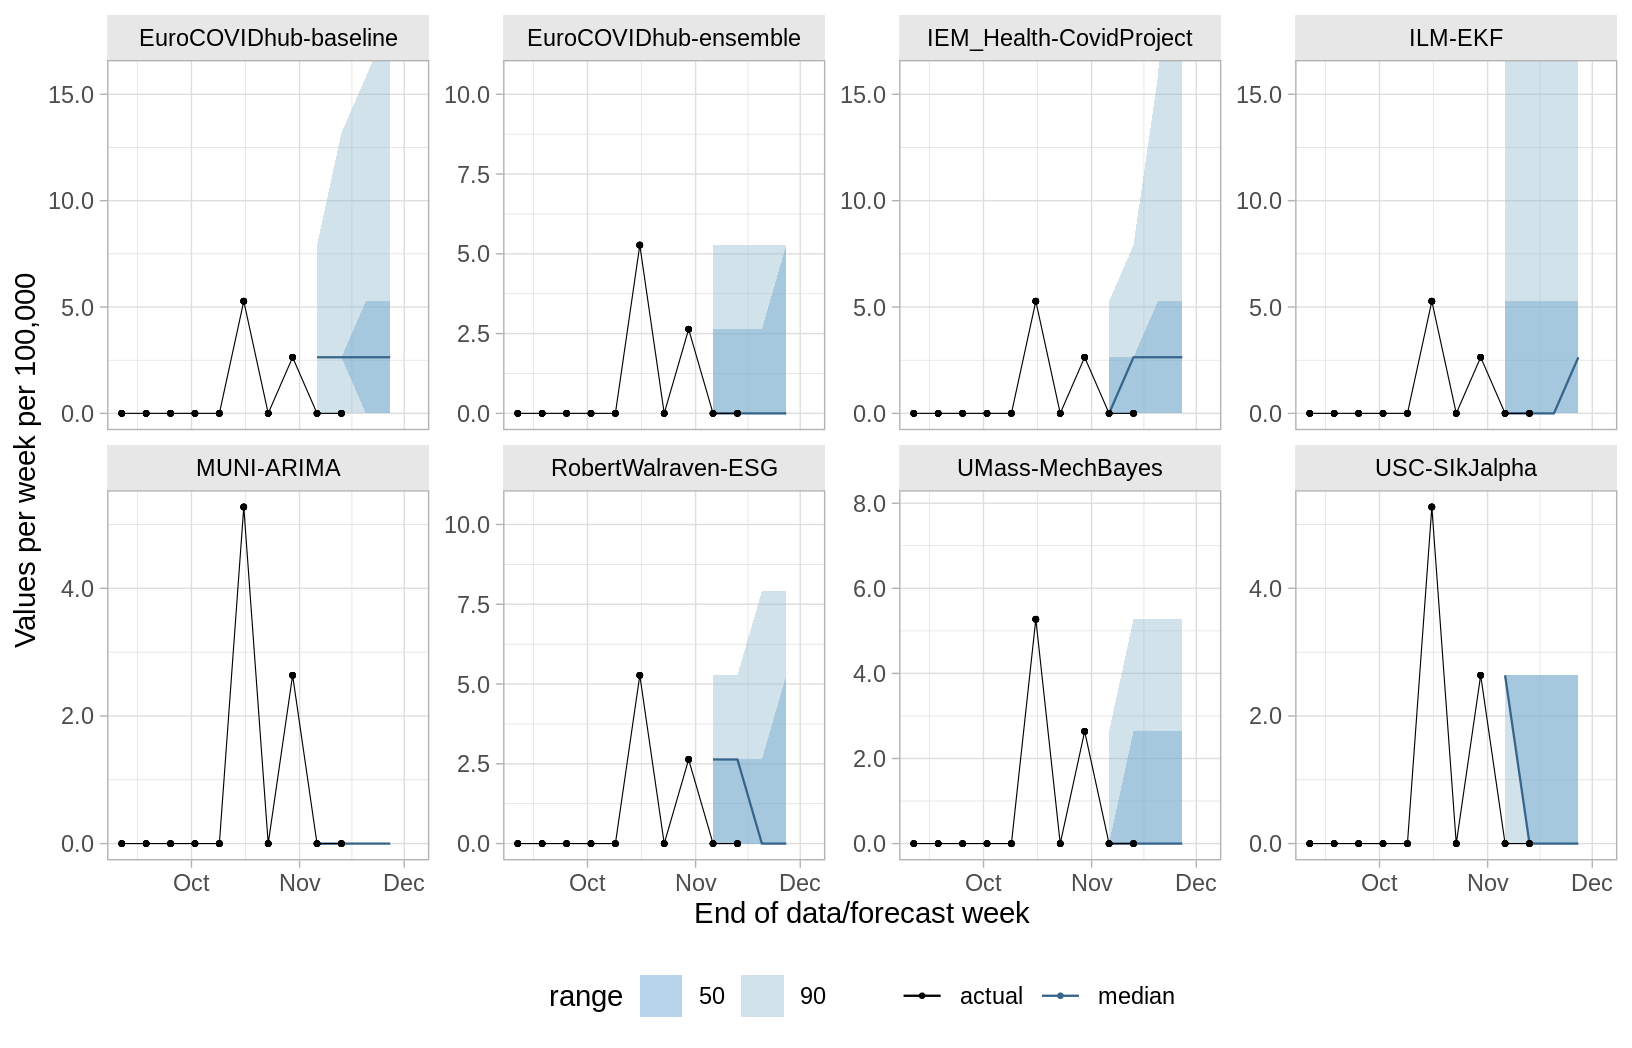 EuroCOVIDhub-baseline EuroCOVIDhub-ensemble IEM_Health-CovidProject ILM-EKF
15.0 10.0 15.0 15.0
7.5
10.0 10.0 10.0
5.0
5.0 5.0 5.0
2.5
0.0 0.0 0.0 0.0
Values per week per 100,000
MUNI-ARIMA RobertWalraven-ESG UMass-MechBayes USC-SIkJalpha
10.0 8.0
4.0 7.5 6.0 4.0
5.0 4.0
2.0 2.5 2.0 2.0
0.0 0.0 0.0 0.0
Oct Nov Dec Oct Nov Dec Oct Nov Dec Oct Nov Dec
End of data/forecast week
range 50 90 actual median